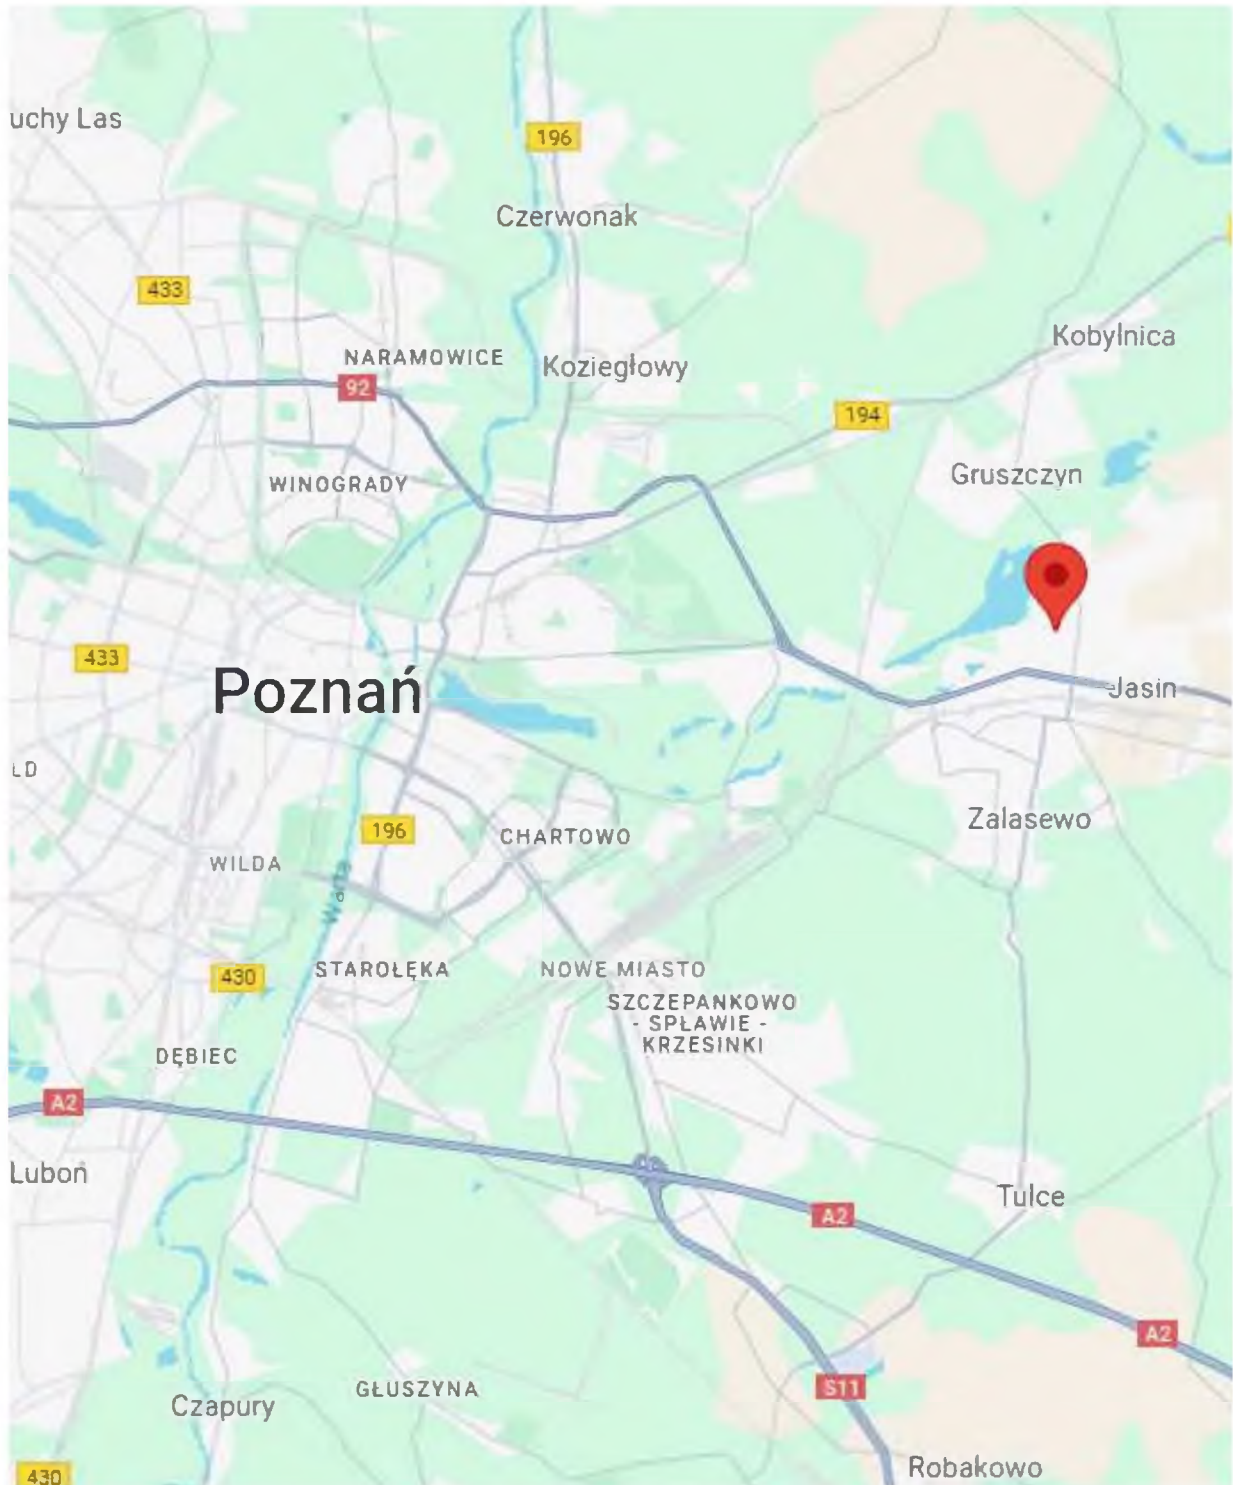 uchy Las
196
Czerwonak
433
Kobylnica
NARAMOWICE
Koziegłowy
92
194
WINOGRADY
Gruszczyn
433
Poznań
Jasin
LD
Zalasewo
196
CHARTOWO
WILDA
Warta
STAROŁĘKA
NOWE MIASTO
430
SZCZEPANKOWO
- SPŁAWIE -
KRZESINKI
DĘBIEC
A2
Luboń
Tulce
A2
A2
S11
GŁUSZYNA
Czapury
Robakowo
430